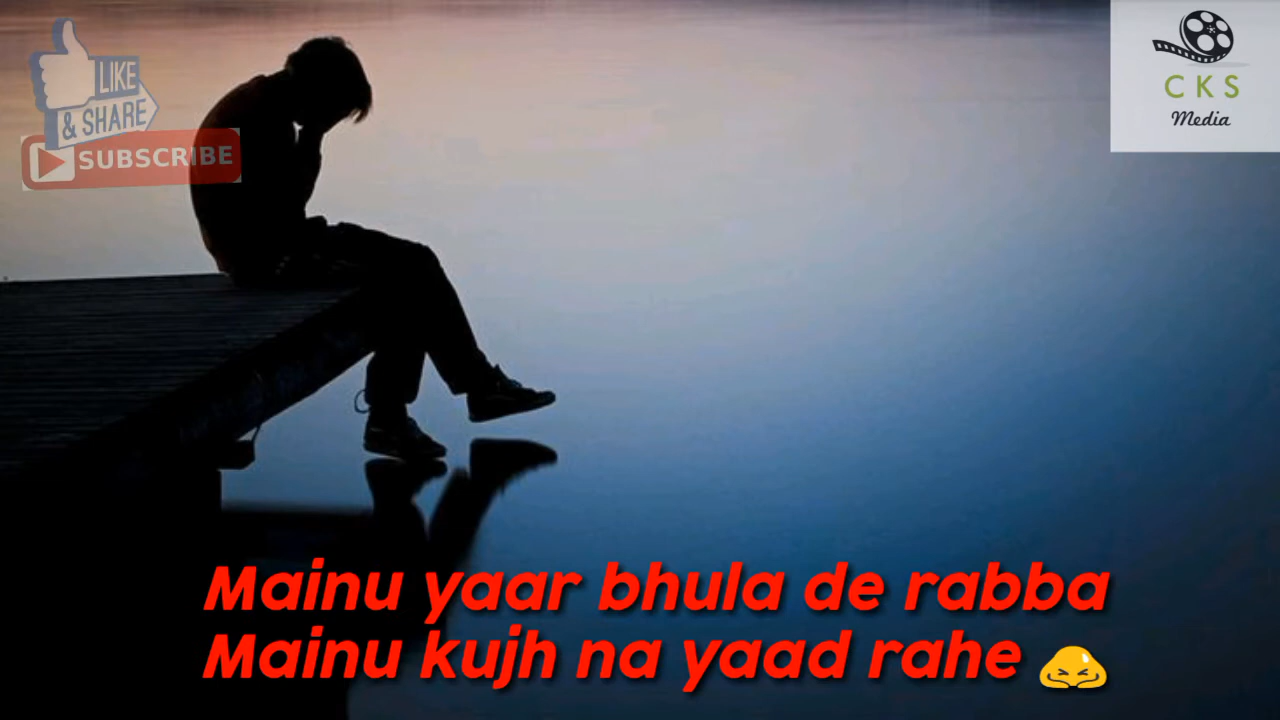 LIKE
& SHARE
SUBSCRIBE
CKS
Media
Mainu yaar bhula de rabba
Mainu kujh na yaad rahe 🙇